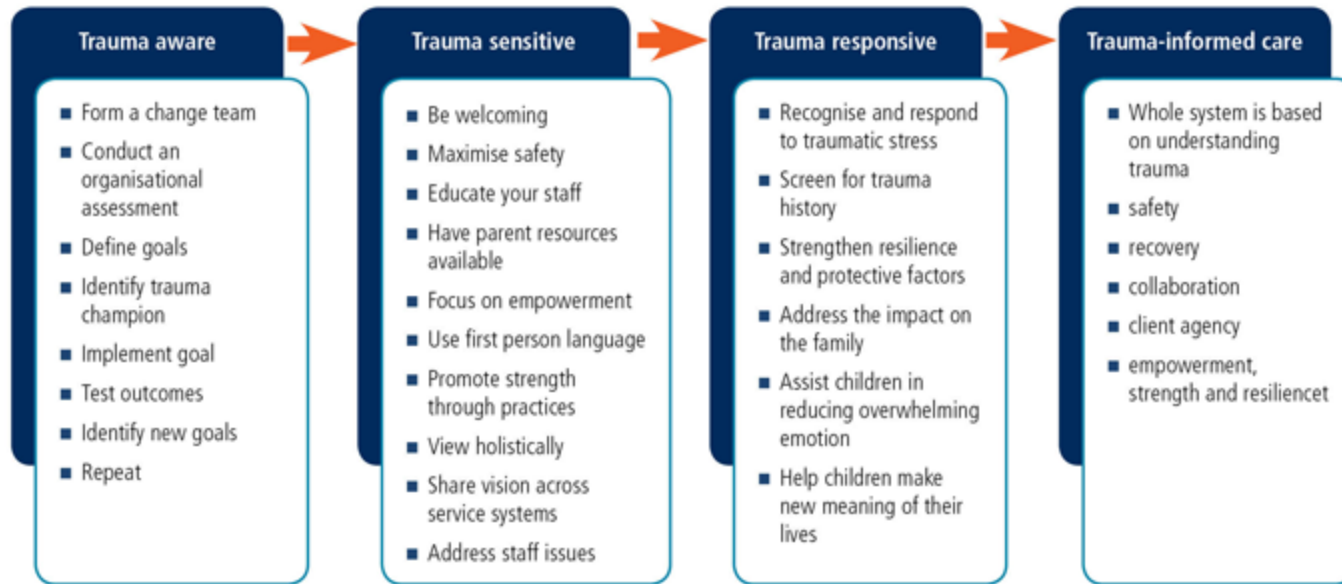 Trauma aware
Form a change team
Conduct an
organisational
assessment
Define goals
Identify trauma
champion
Implement goal
Test outcomes
Identify new goals
Repeat
Trauma sensitive
Be welcoming
Maximise safety
Educate your staff
Have parent resources
available
Focus on empowerment
Use first person language
Promote strength
through practices
View holistically
Share vision across
service systems
Address staff issues
Trauma responsive
Recognise and respond
to traumatic stress
Screen for trauma
history
Strengthen resilience
and protective factors
Address the impact on
the family
Assist children in
reducing overwhelming
emotion
Help children make
new meaning of their
lives
Trauma-informed care
Whole system is based
on understanding
trauma
safety
recovery
collaboration
client agency
empowerment,
strength and resiliencet